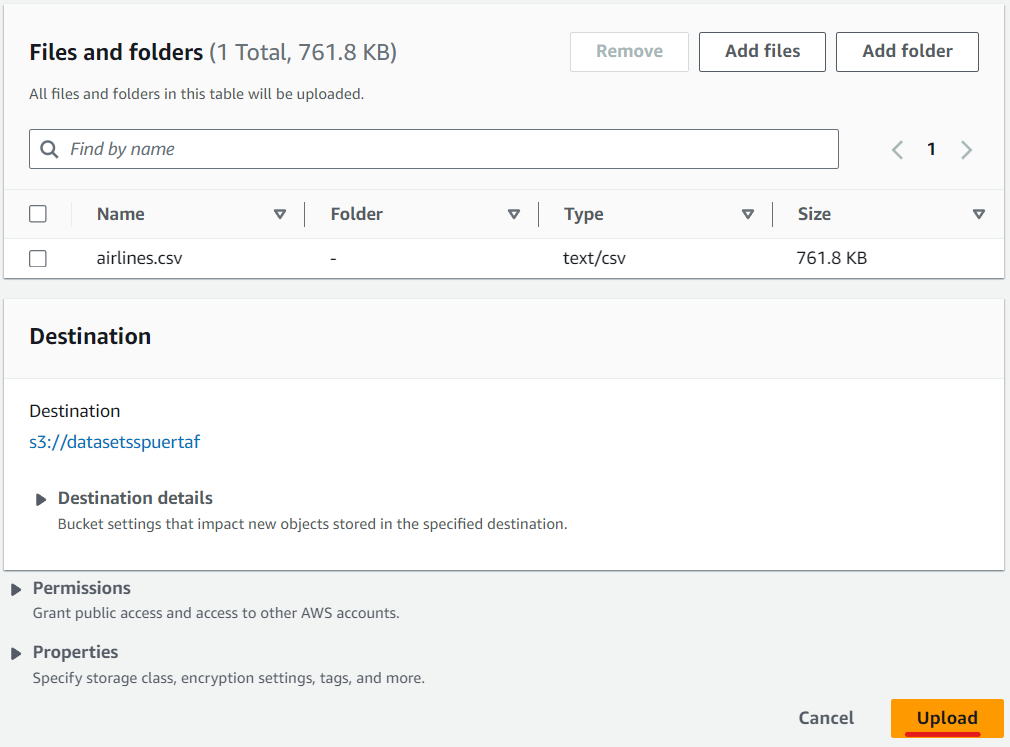 Files and folders (1 Total, 761.8 KB)
Remove
Add files
Add folder
All files and folders in this table will be uploaded.
Find by name
1
Name Folder Type Size
airlines.csv - text/csv 761.8 KB
Destination
Destination
s3://datasetsspuertaf
Destination details
Bucket settings that impact new objects stored in the specified destination.
Permissions
Grant public access and access to other AWS accounts.
Properties
Specify storage class, encryption settings, tags, and more.
Cancel
Upload